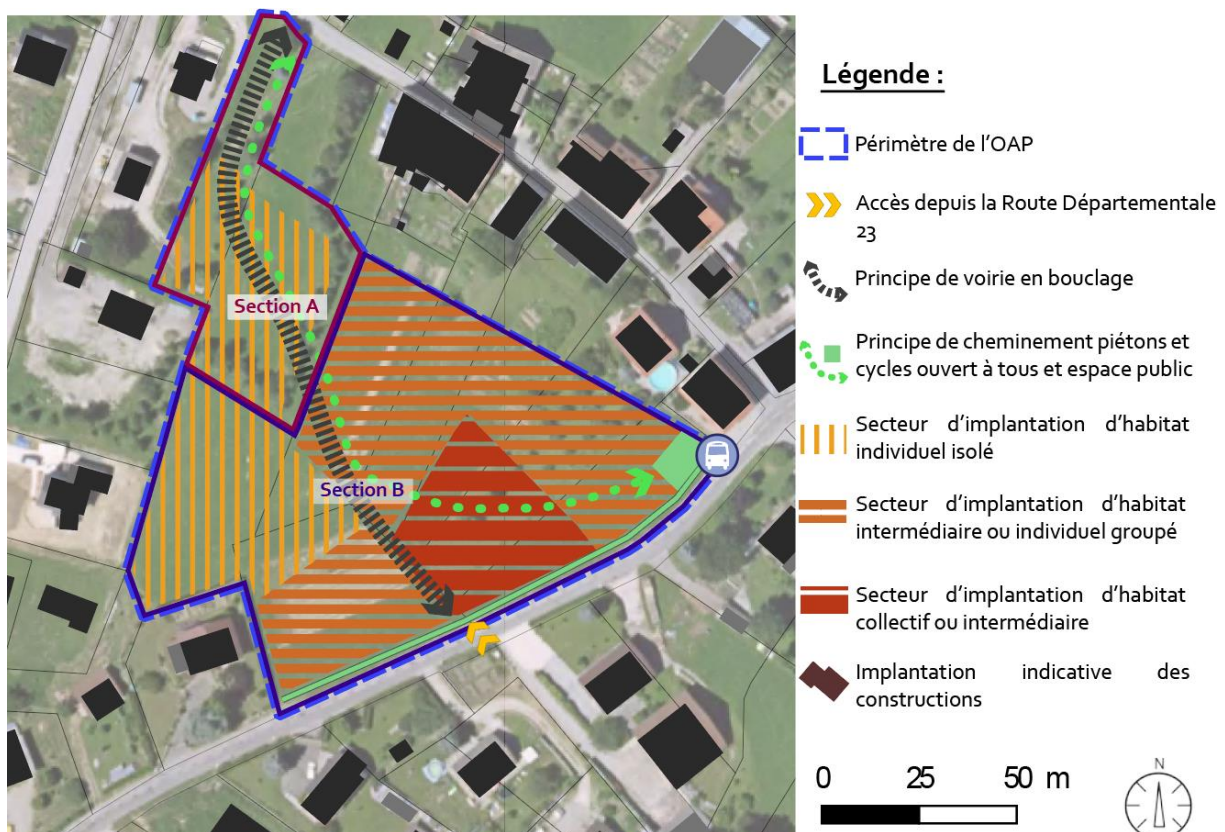 Légende :
Périmètre de l'OAP
Accès depuis la Route Départementale
23
Principe de voirie en bouclage
Principe de cheminement piétons et
cycles ouvert à tous et espace public
Secteur d'implantation d'habitat
individuel isolé
Secteur d'implantation d'habitat
intermédiaire ou individuel groupé
Secteur d'implantation d'habitat
collectif ou intermédiaire
Implantation indicative des
constructions
0 25 50 m
N
Section A
Section B